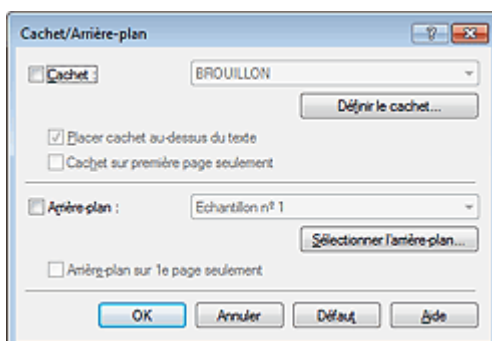 Cachet/Arrière-plan
Cachet : BROUILLON
Définir le cachet...
Placer cachet au-dessus du texte
Cachet sur première page seulement
Arrière-plan : Echantillon nº 1
Sélectionner l'arrière-plan...
Arrière-plan sur 1e page seulement
OK Annuler Défaut Aide